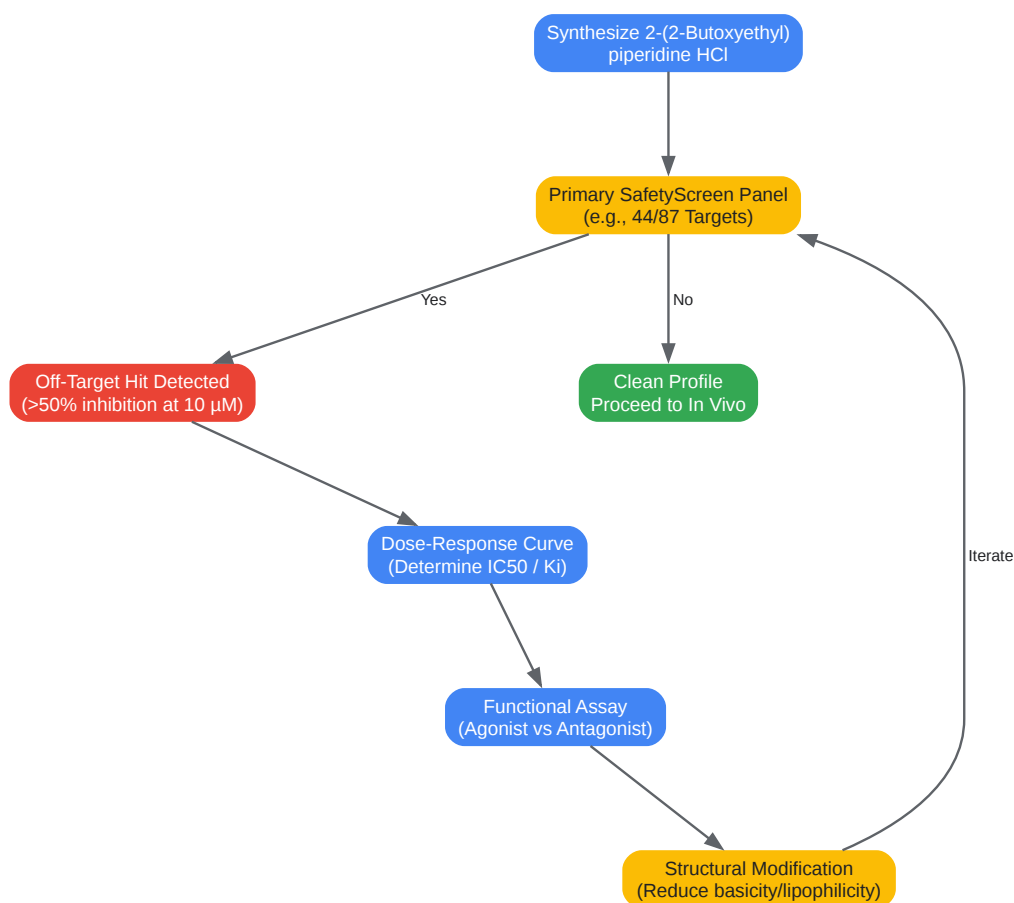 Synthesize 2-(2-Butoxyethyl)
piperidine HCl
Primary SafetyScreen Panel
(e.g., 44/87 Targets)
Yes
No
Off-Target Hit Detected
(>50% inhibition at 10 µM)
Clean Profile
Proceed to In Vivo
Dose-Response Curve
(Determine IC50 / Ki)
Iterate
Functional Assay
(Agonist vs Antagonist)
Structural Modification
(Reduce basicity/lipophilicity)